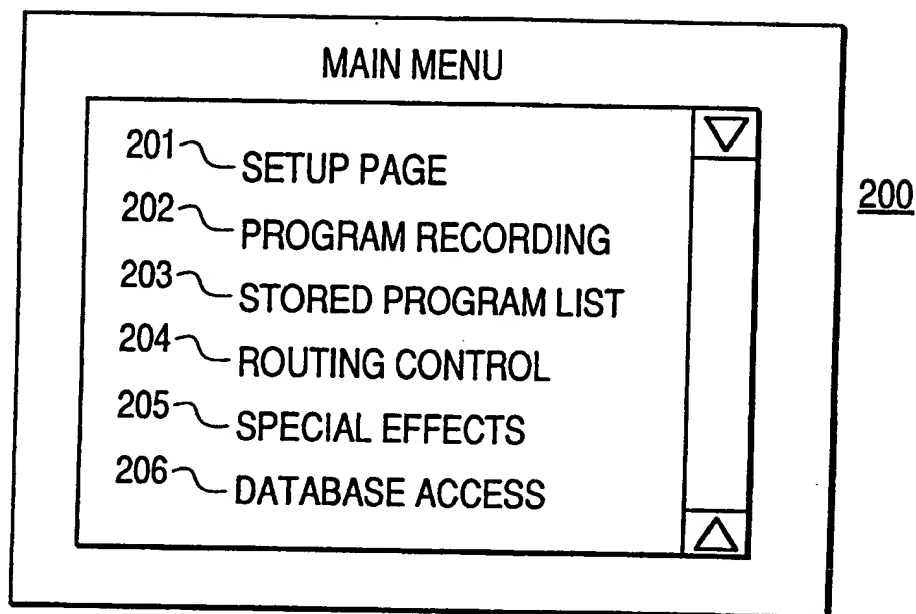 MAIN MENU
201 SETUP PAGE
200
202 PROGRAM RECORDING
203 STORED PROGRAM LIST
204 ROUTING CONTROL
205 SPECIAL EFFECTS
206 DATABASE ACCESS